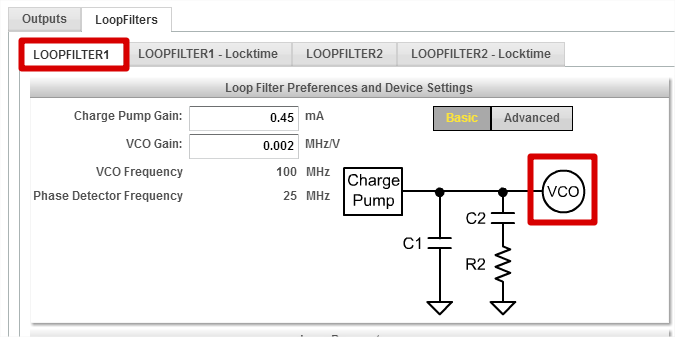 Outputs LoopFilters
LOOPFILTER1 LOOPFILTER1 - Locktime LOOPFILTER2 LOOPFILTER2 - Locktime
Loop Filter Preferences and Device Settings
Charge Pump Gain: 0.45 mA Basic Advanced
VCO Gain: 0.002 MHz/V
VCO Frequency 100 MHz
Phase Detector Frequency 25 MHz
Charge
Pump
VCO
C2
C1
R2